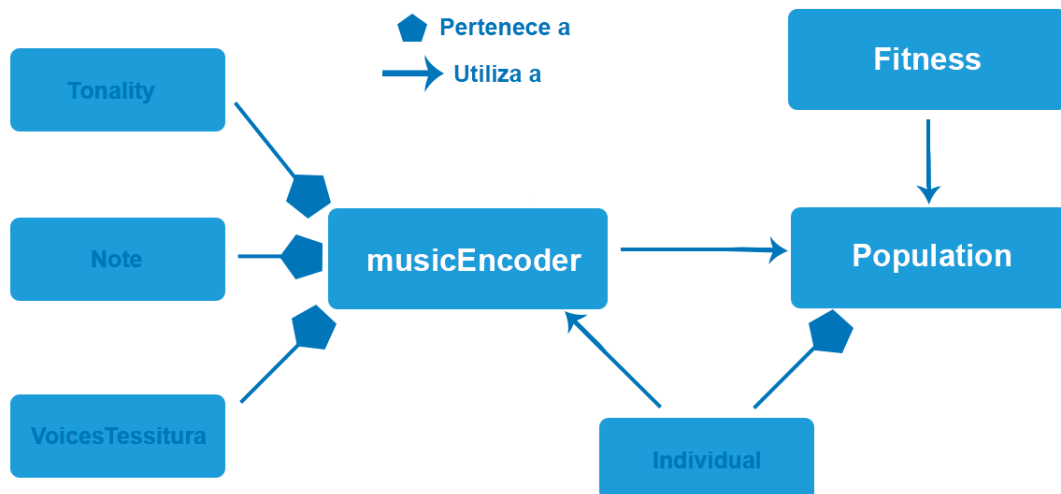 Pertenece a
Utiliza a
Fitness
Tonality
Note
musicEncoder
Population
VoicesTessitura
Individual